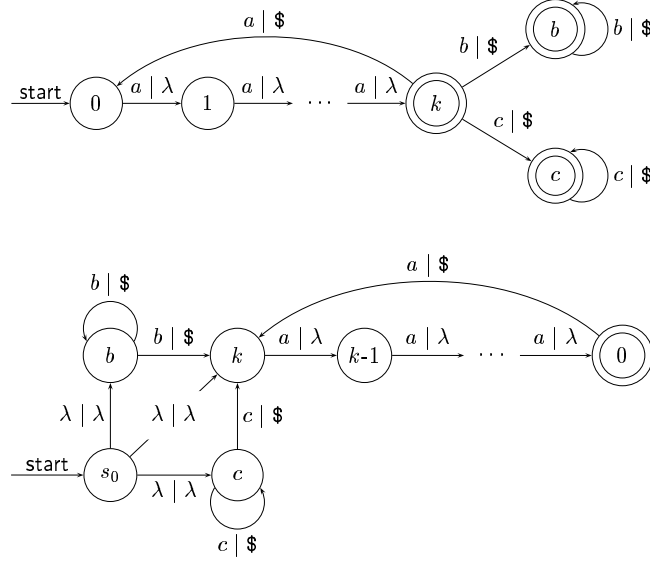 a | $
b
b | $
b | $
start
0
a | λ
1
a | λ
···
a | λ
k
c | $
c
c | $
a | $
b | $
b
b | $
k
a | λ
k-1
a | λ
···
a | λ
0
λ | λ
λ | λ
c | $
start
s0
λ | λ
c
c | $